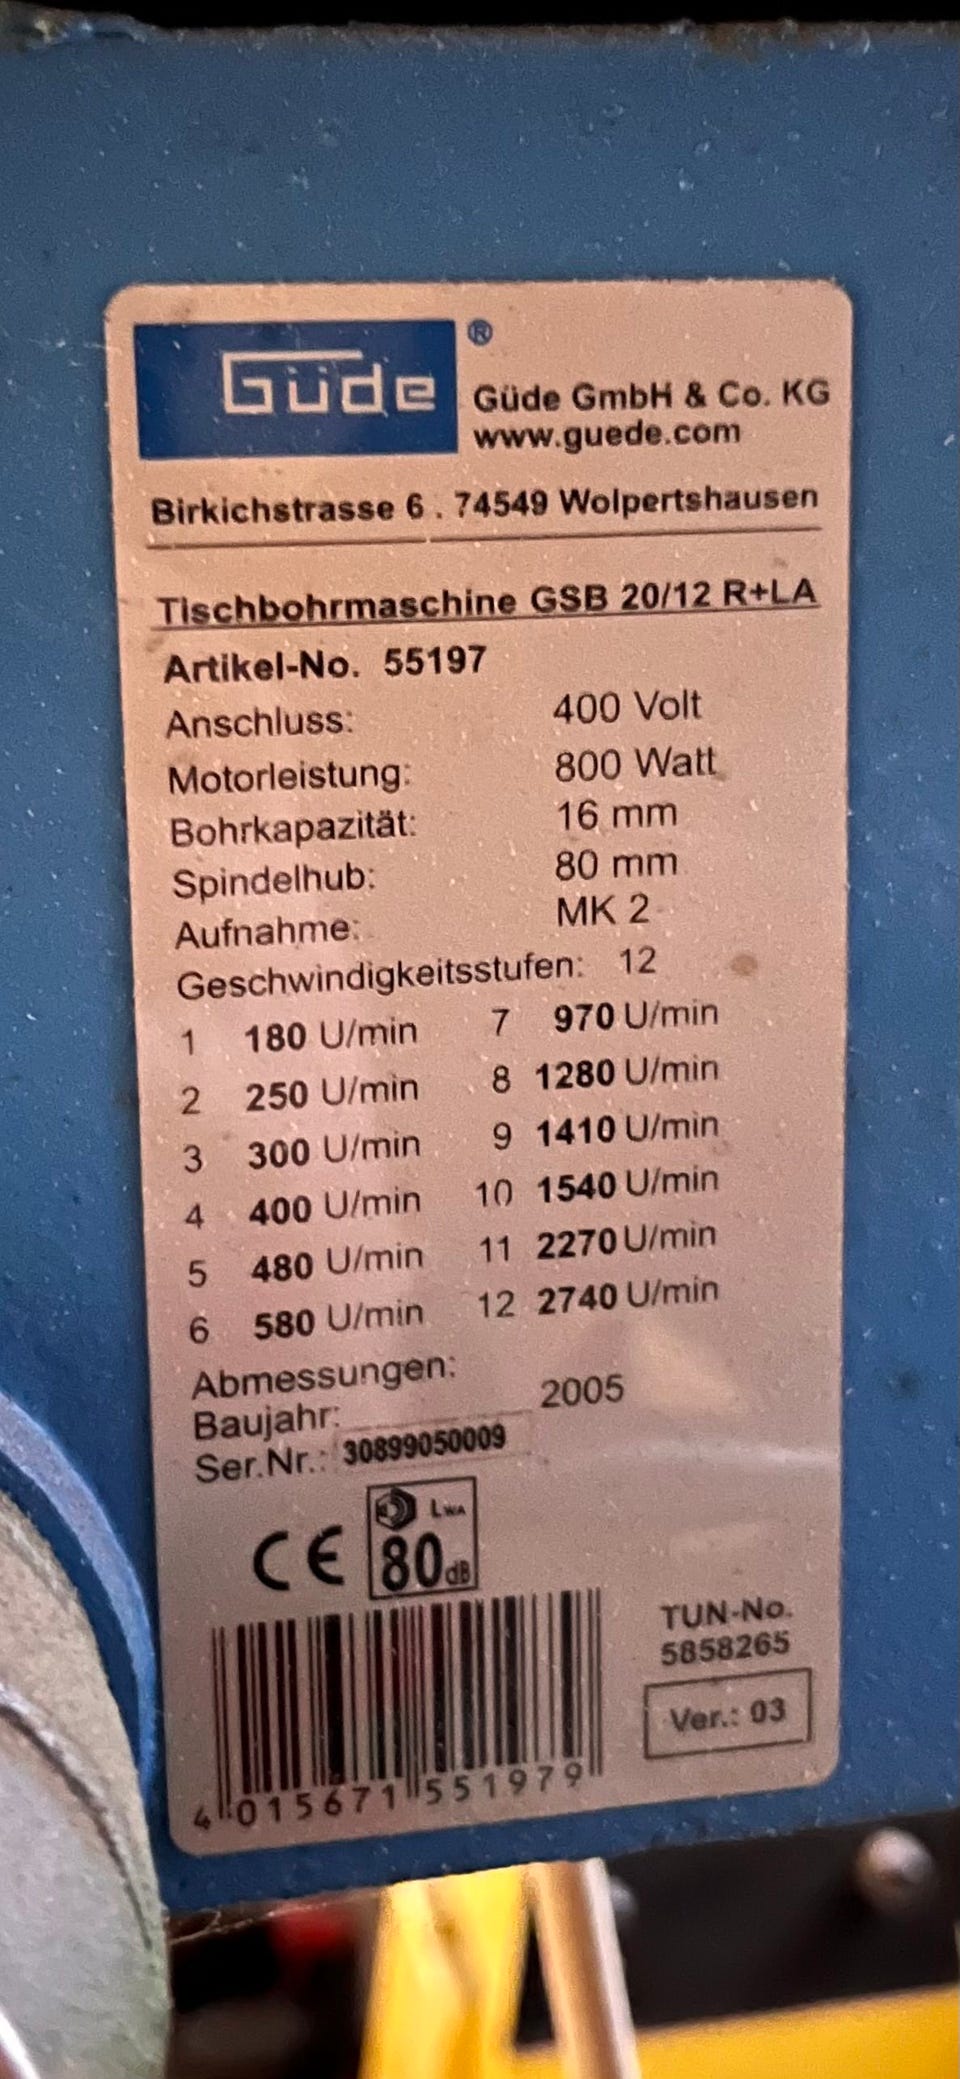 Güde ®
Güde GmbH & Co. KG
www.guede.com
Birkichstrasse 6 . 74549 Wolpertshausen
Tischbohrmaschine GSB 20/12 R+LA
Artikel-No. 55197
Anschluss: 400 Volt
Motorleistung: 800 Watt
Bohrkapazität: 16 mm
Spindelhub: 80 mm
Aufnahme: MK 2
Geschwindigkeitsstufen: 12
1 180 U/min 7 970 U/min
2 250 U/min 8 1280 U/min
3 300 U/min 9 1410 U/min
4 400 U/min 10 1540 U/min
5 480 U/min 11 2270 U/min
6 580 U/min 12 2740 U/min
Abmessungen:
Baujahr: 2005
Ser.Nr.: 30899050009
CE
LWA
80 dB
TUN-No.
5858265
Ver.: 03
4 015671 551979